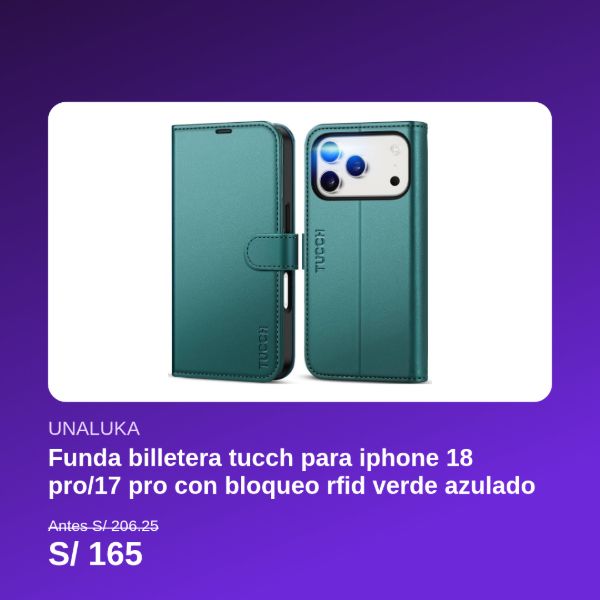 TUCCH
TUCCH
UNALUKA
Funda billetera tucch para iphone 18
pro/17 pro con bloqueo rfid verde azulado
Antes S/ 206.25
S/ 165